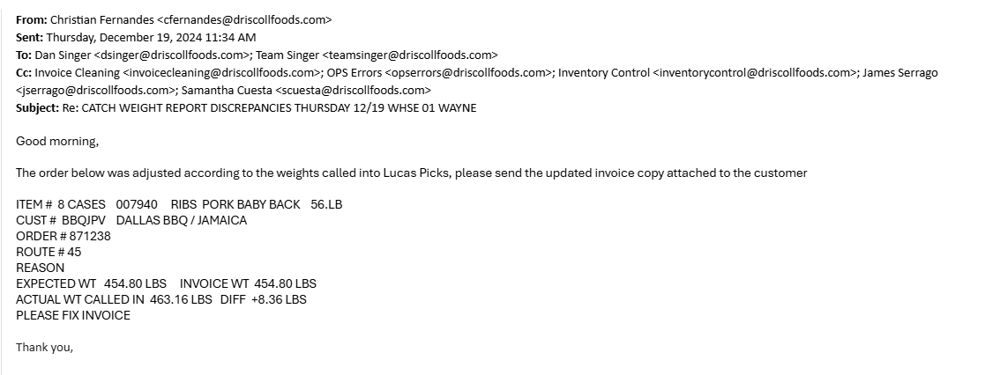 From: Christian Fernandes <cfernandes@driscollfoods.com>
Sent: Thursday, December 19, 2024 11:34 AM
To: Dan Singer <dsinger@driscollfoods.com>; Team Singer <teamsinger@driscollfoods.com>
Cc: Invoice Cleaning <invoicecleaning@driscollfoods.com>; OPS Errors <opserrors@driscollfoods.com>; Inventory Control <inventorycontrol@driscollfoods.com>; James Serrago
<jserrago@driscollfoods.com>; Samantha Cuesta <scuesta@driscollfoods.com>
Subject: Re: CATCH WEIGHT REPORT DISCREPANCIES THURSDAY 12/19 WHSE 01 WAYNE
Good morning,
The order below was adjusted according to the weights called into Lucas Picks, please send the updated invoice copy attached to the customer
ITEM # 8 CASES 007940 RIBS PORK BABY BACK 56.LB
CUST # BBQJPV DALLAS BBQ / JAMAICA
ORDER # 871238
ROUTE # 45
REASON
EXPECTED WT 454.80 LBS INVOICE WT 454.80 LBS
ACTUAL WT CALLED IN 463.16 LBS DIFF +8.36 LBS
PLEASE FIX INVOICE
Thank you,